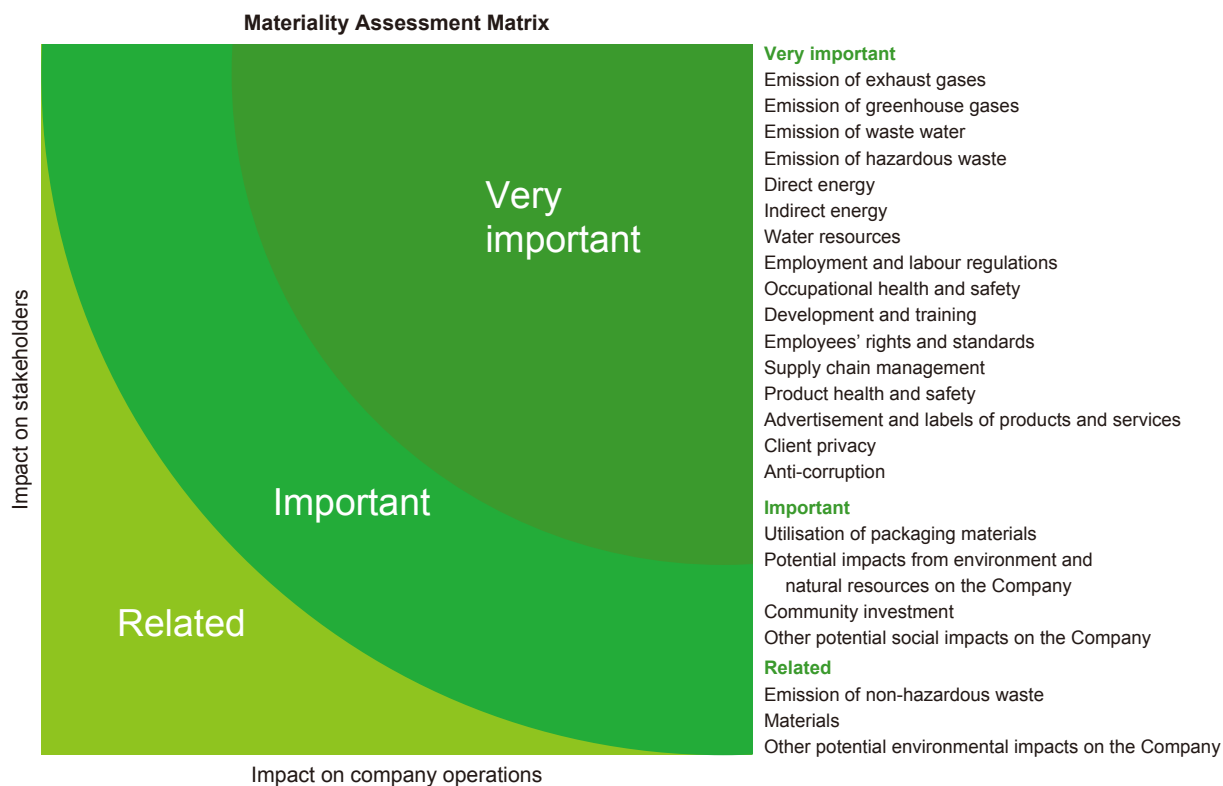 Materiality Assessment Matrix
Impact on stakeholders
Very
important
Important
Related
Impact on company operations
Very important
Emission of exhaust gases
Emission of greenhouse gases
Emission of waste water
Emission of hazardous waste
Direct energy
Indirect energy
Water resources
Employment and labour regulations
Occupational health and safety
Development and training
Employees’ rights and standards
Supply chain management
Product health and safety
Advertisement and labels of products and services
Client privacy
Anti-corruption
Important
Utilisation of packaging materials
Potential impacts from environment and
natural resources on the Company
Community investment
Other potential social impacts on the Company
Related
Emission of non-hazardous waste
Materials
Other potential environmental impacts on the Company